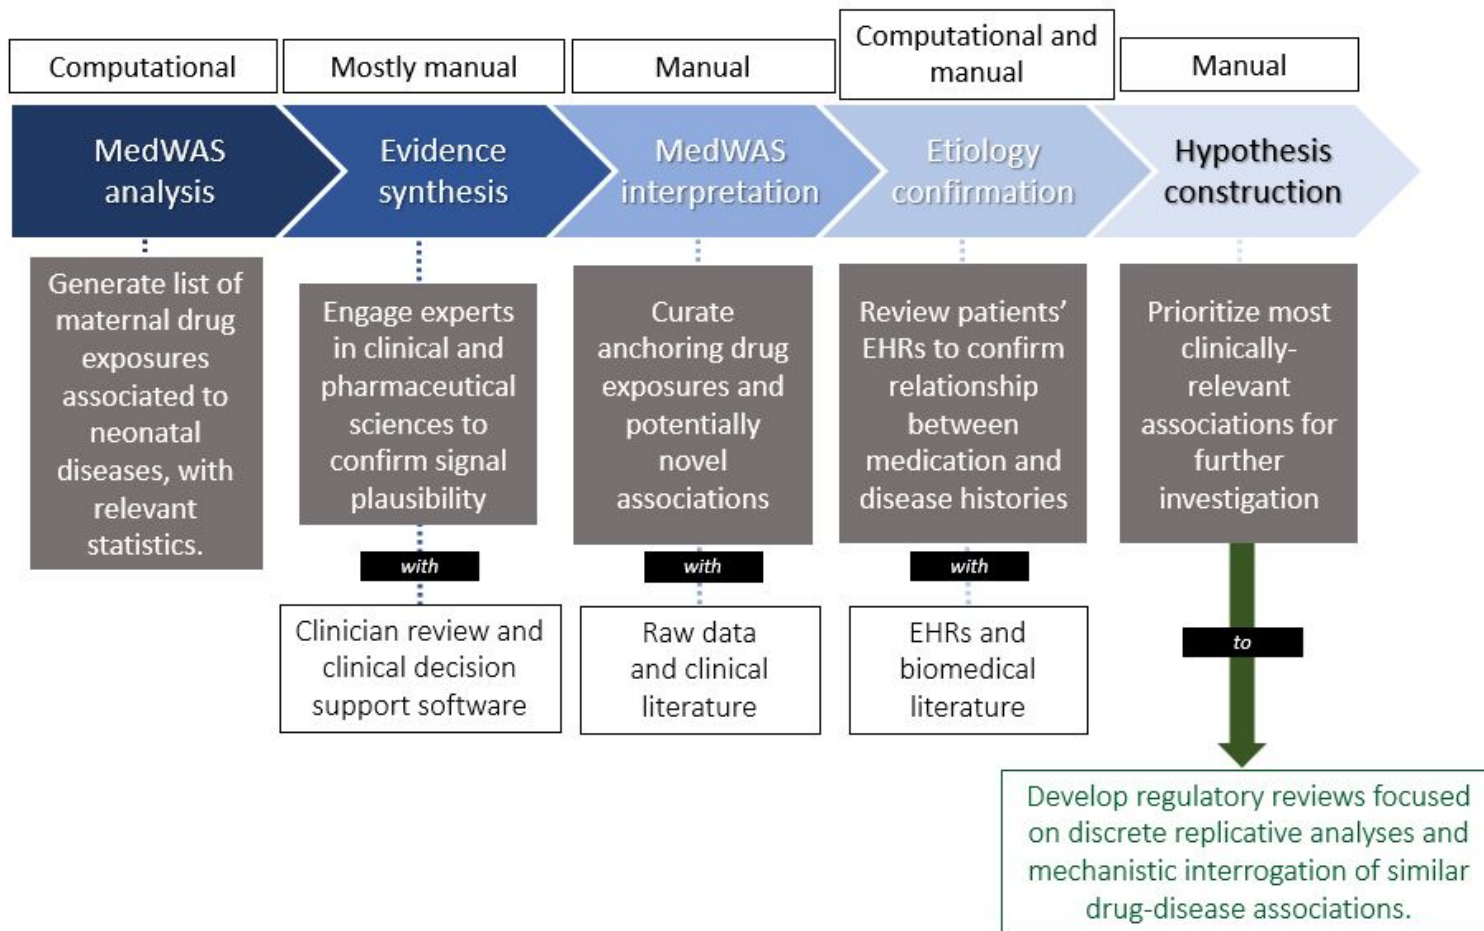 Computational
Mostly manual
Manual
Computational and
manual
Manual
MedWAS
analysis
Evidence
synthesis
MedWAS
interpretation
Etiology
confirmation
Hypothesis
construction
Generate list of
maternal drug
exposures
associated to
neonatal
diseases, with
relevant
statistics.
Engage experts
in clinical and
pharmaceutical
sciences to
confirm signal
plausibility
Curate
anchoring drug
exposures and
potentially
novel
associations
Review patients’
EHRs to confirm
relationship
between
medication and
disease histories
Prioritize most
clinically-
relevant
associations for
further
investigation
with
with
with
to
Clinician review and
clinical decision
support software
Raw data
and clinical
literature
EHRs and
biomedical
literature
Develop regulatory reviews focused
on discrete replicative analyses and
mechanistic interrogation of similar
drug-disease associations.